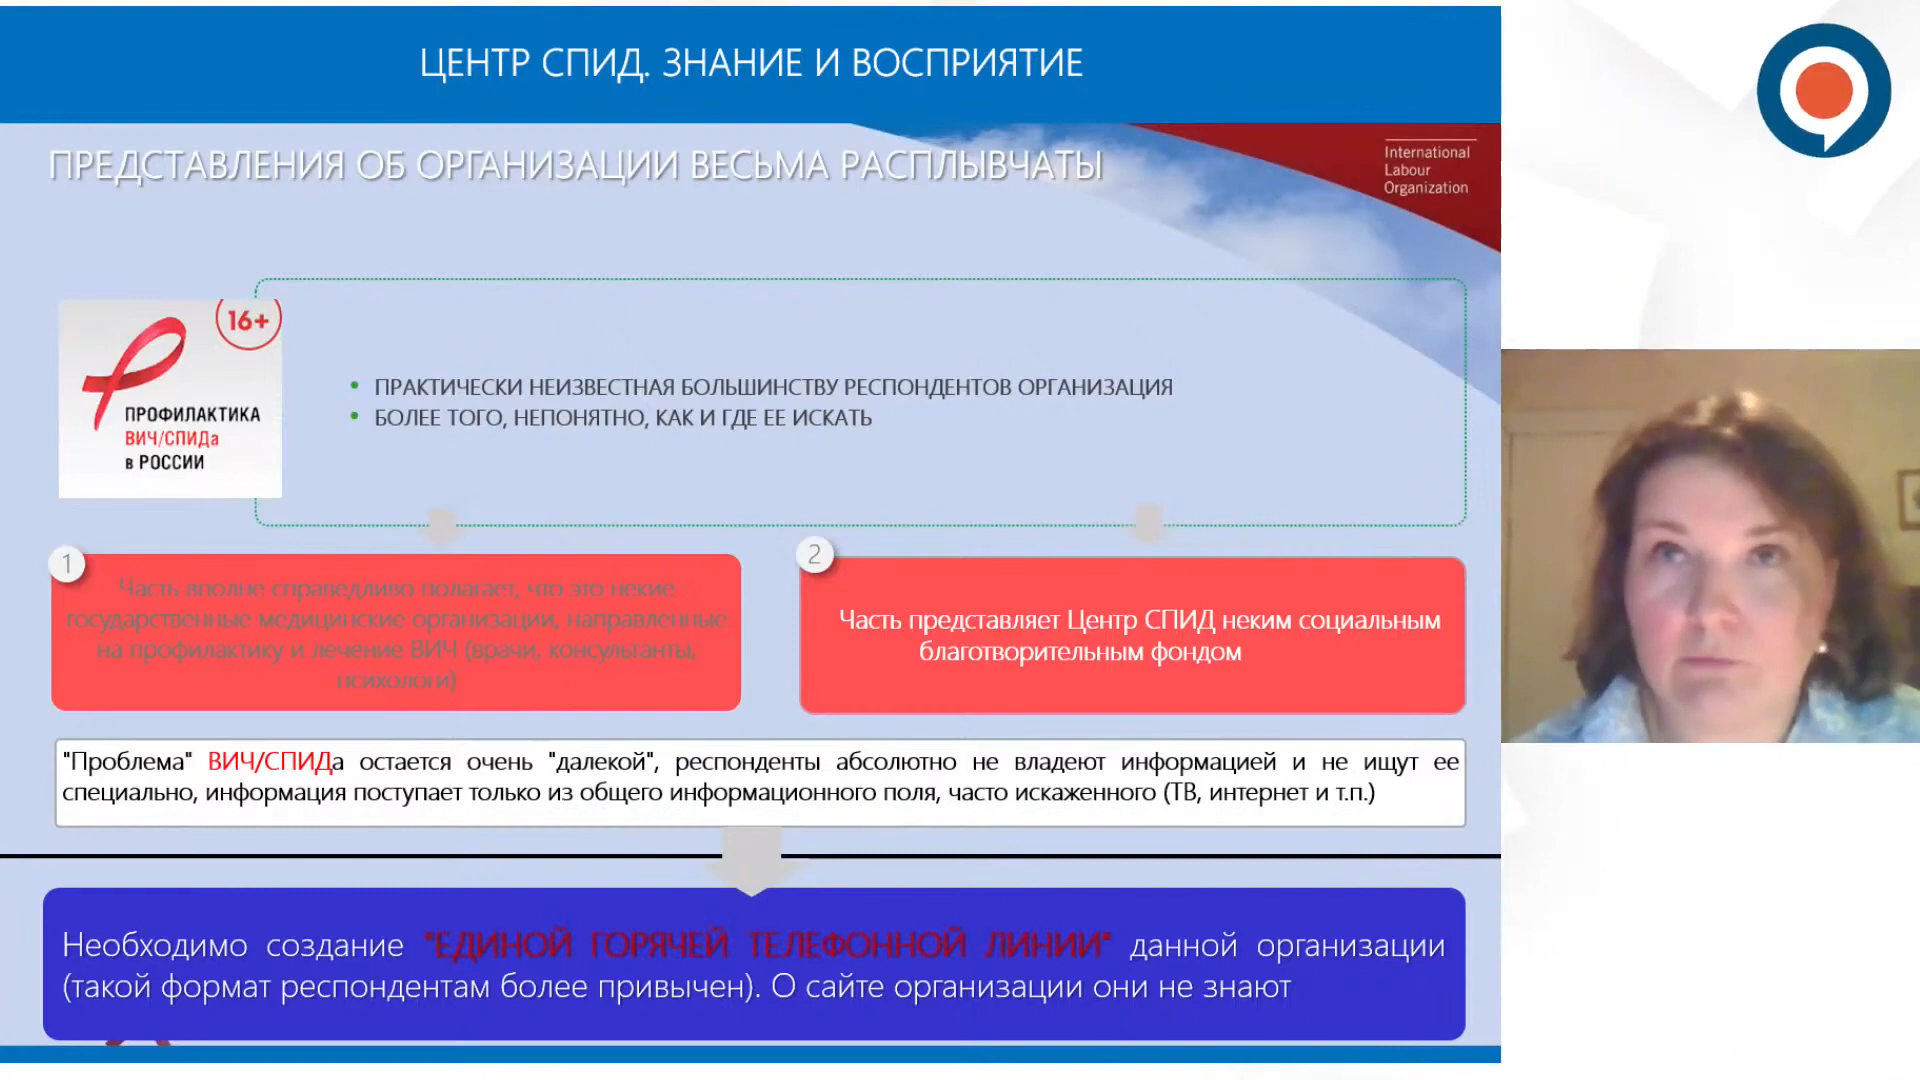 ЦЕНТР СПИД. ЗНАНИЕ И ВОСПРИЯТИЕ
ПРЕДСТАВЛЕНИЯ ОБ ОРГАНИЗАЦИИ ВЕСЬМА РАСПЛЫВЧАТЫ
International
Labour
Organization
16+
ПРОФИЛАКТИКА
ВИЧ/СПИДа
в РОССИИ
• ПРАКТИЧЕСКИ НЕИЗВЕСТНАЯ БОЛЬШИНСТВУ РЕСПОНДЕНТОВ ОРГАНИЗАЦИЯ
• БОЛЕЕ ТОГО, НЕПОНЯТНО, КАК И ГДЕ ЕЕ ИСКАТЬ
1
Часть вполне справедливо полагает, что это некие
государственные медицинские организации, направленные
на профилактику и лечение ВИЧ (врачи, консультанты,
психологи)
2
Часть представляет Центр СПИД неким социальным
благотворительным фондом
"Проблема" ВИЧ/СПИДа остается очень "далекой", респонденты абсолютно не владеют информацией и не ищут ее
специально, информация поступает только из общего информационного поля, часто искаженного (ТВ, интернет и т.п.)
Необходимо создание "ЕДИНОЙ ГОРЯЧЕЙ ТЕЛЕФОННОЙ ЛИНИИ" данной организации
(такой формат респондентам более привычен). О сайте организации они не знают